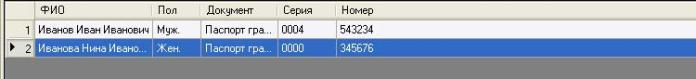 ФИО Пол Документ Серия Номер
1 Иванов Иван Иванович Муж. Паспорт гра... 0004 543234
2 Иванова Нина Ивано... Жен. Паспорт гра... 0000 345676